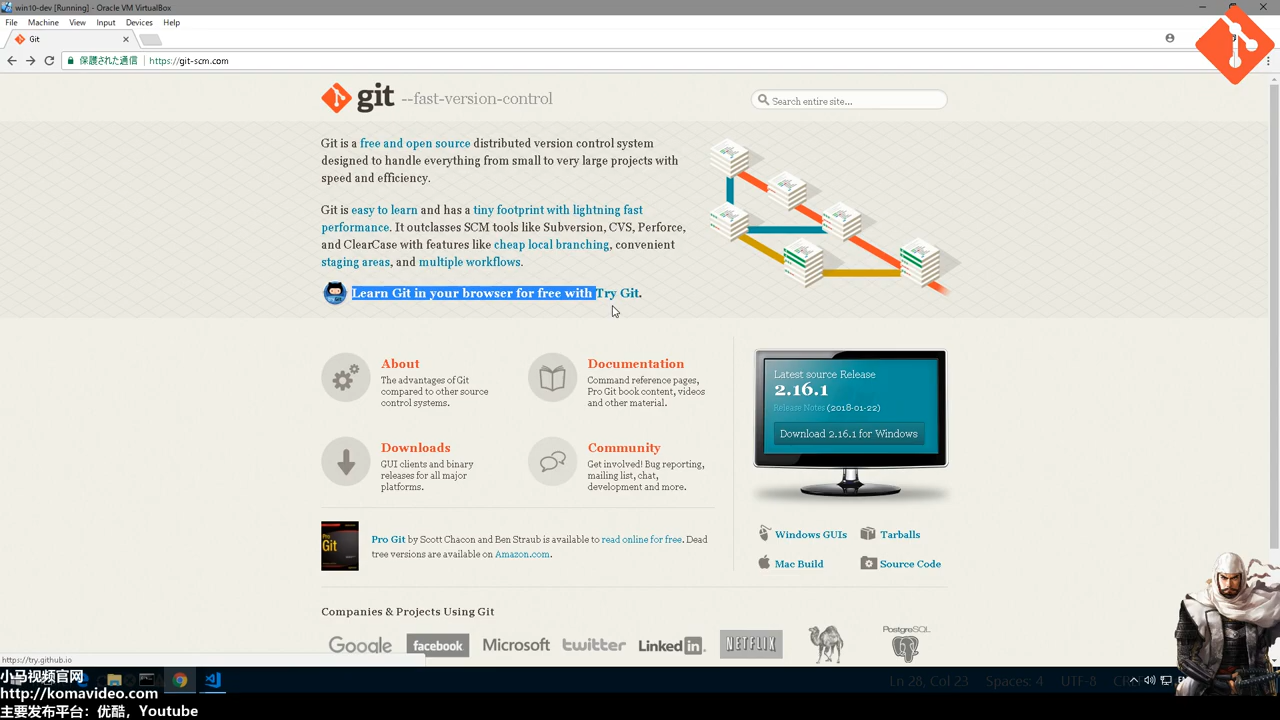 win10-dev [Running] - Oracle VM VirtualBox
File Machine View Input Devices Help
Git
保護された通信 https://git-scm.com
git --fast-version-control
Search entire site...
Git is a free and open source distributed version control system
designed to handle everything from small to very large projects with
speed and efficiency.
Git is easy to learn and has a tiny footprint with lightning fast
performance. It outclasses SCM tools like Subversion, CVS, Perforce,
and ClearCase with features like cheap local branching, convenient
staging areas, and multiple workflows.
Learn Git in your browser for free with Try Git.
About
The advantages of Git
compared to other source
control systems.
Documentation
Command reference pages,
Pro Git book content, videos
and other material.
Downloads
GUI clients and binary
releases for all major
platforms.
Community
Get involved! Bug reporting,
mailing list, chat,
development and more.
Latest source Release
2.16.1
Release Notes (2018-01-22)
Download 2.16.1 for Windows
Windows GUIs
Tarballs
Mac Build
Source Code
Pro Git
Pro Git by Scott Chacon and Ben Straub is available to read online for free. Dead
tree versions are available on Amazon.com.
Companies & Projects Using Git
Google facebook Microsoft twitter LinkedIn NETFLIX PostgreSQL
https://try.github.io
小马视频官网
http://komavideo.com
主要发布平台：优酷，Youtube
Ln 28, Col 23 Spaces: 4 UTF-8